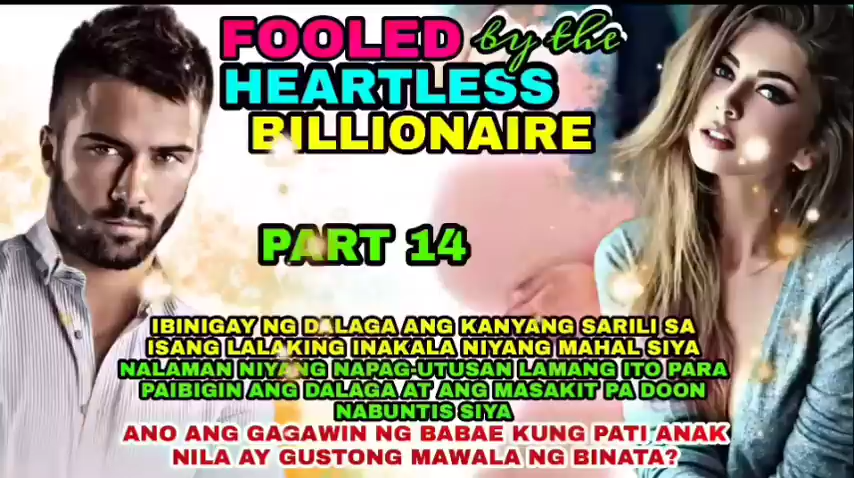 FOOLED by the
HEARTLESS
BILLIONAIRE
PART 14
IBINIGAY NG DALAGA ANG KANYANG SARILI SA
ISANG LALAKING INAKALA NIYANG MAHAL SIYA
NALAMAN NIYANG NAPAG-UTUSAN LAMANG ITO PARA
PAIBIGIN ANG DALAGA AT ANG MASAKIT PA DOON
NABUNTIS SIYA
ANO ANG GAGAWIN NG BABAE KUNG PATI ANAK
NILA AY GUSTONG MAWALA NG BINATA?